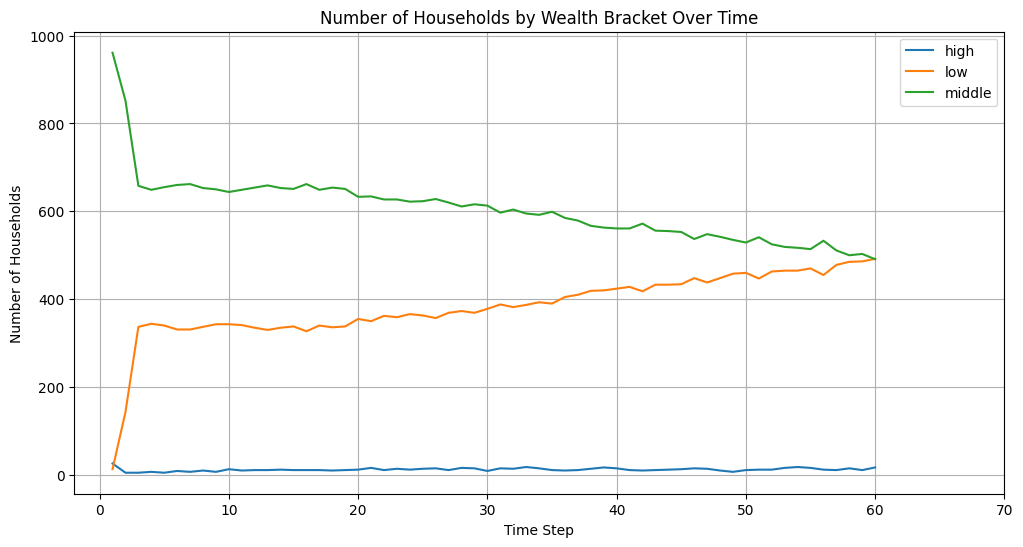 Number of Households by Wealth Bracket Over Time
high
low
middle
1000
800
600
400
200
0
Number of Households
0 10 20 30 40 50 60 70
Time Step